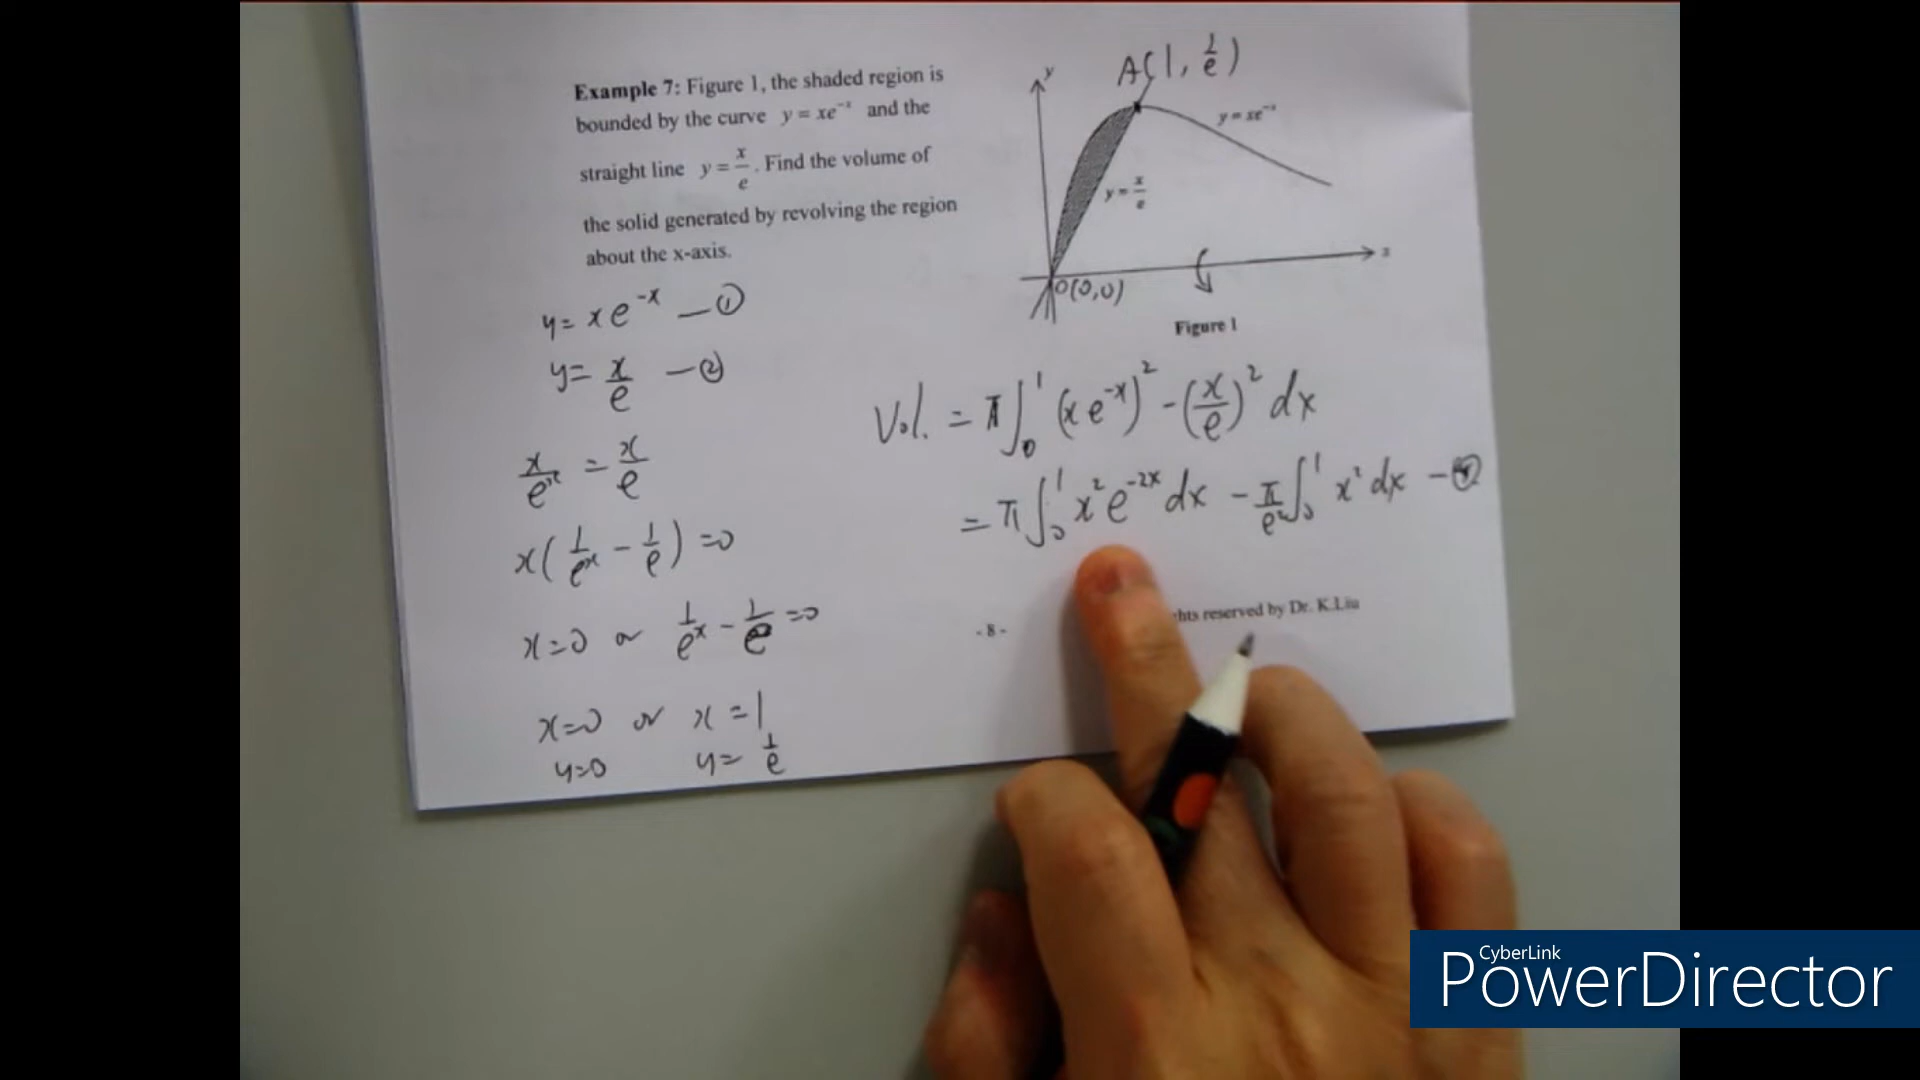 Example 7: Figure 1, the shaded region is
bounded by the curve y = xe⁻ˣ and the
straight line y = x/e. Find the volume of
the solid generated by revolving the region
about the x-axis.
y = xe⁻ˣ — ①
y = x/e — ②
x/eˣ = x/e
x(1/eˣ - 1/e) = 0
x=0 or 1/eˣ - 1/e = 0
x=0 or x=1
y=0 y= 1/e
A(1, 1/e)
y
y = xe⁻ˣ
y = x/e
x
O(0,0)
Figure 1
Vol. = π∫₀¹ (xe⁻ˣ)² - (x/e)² dx
= π∫₀¹ x²e⁻²ˣ dx - π/e² ∫₀¹ x² dx -
- 8 -
reserved by Dr. K.Liu
CyberLink
PowerDirector